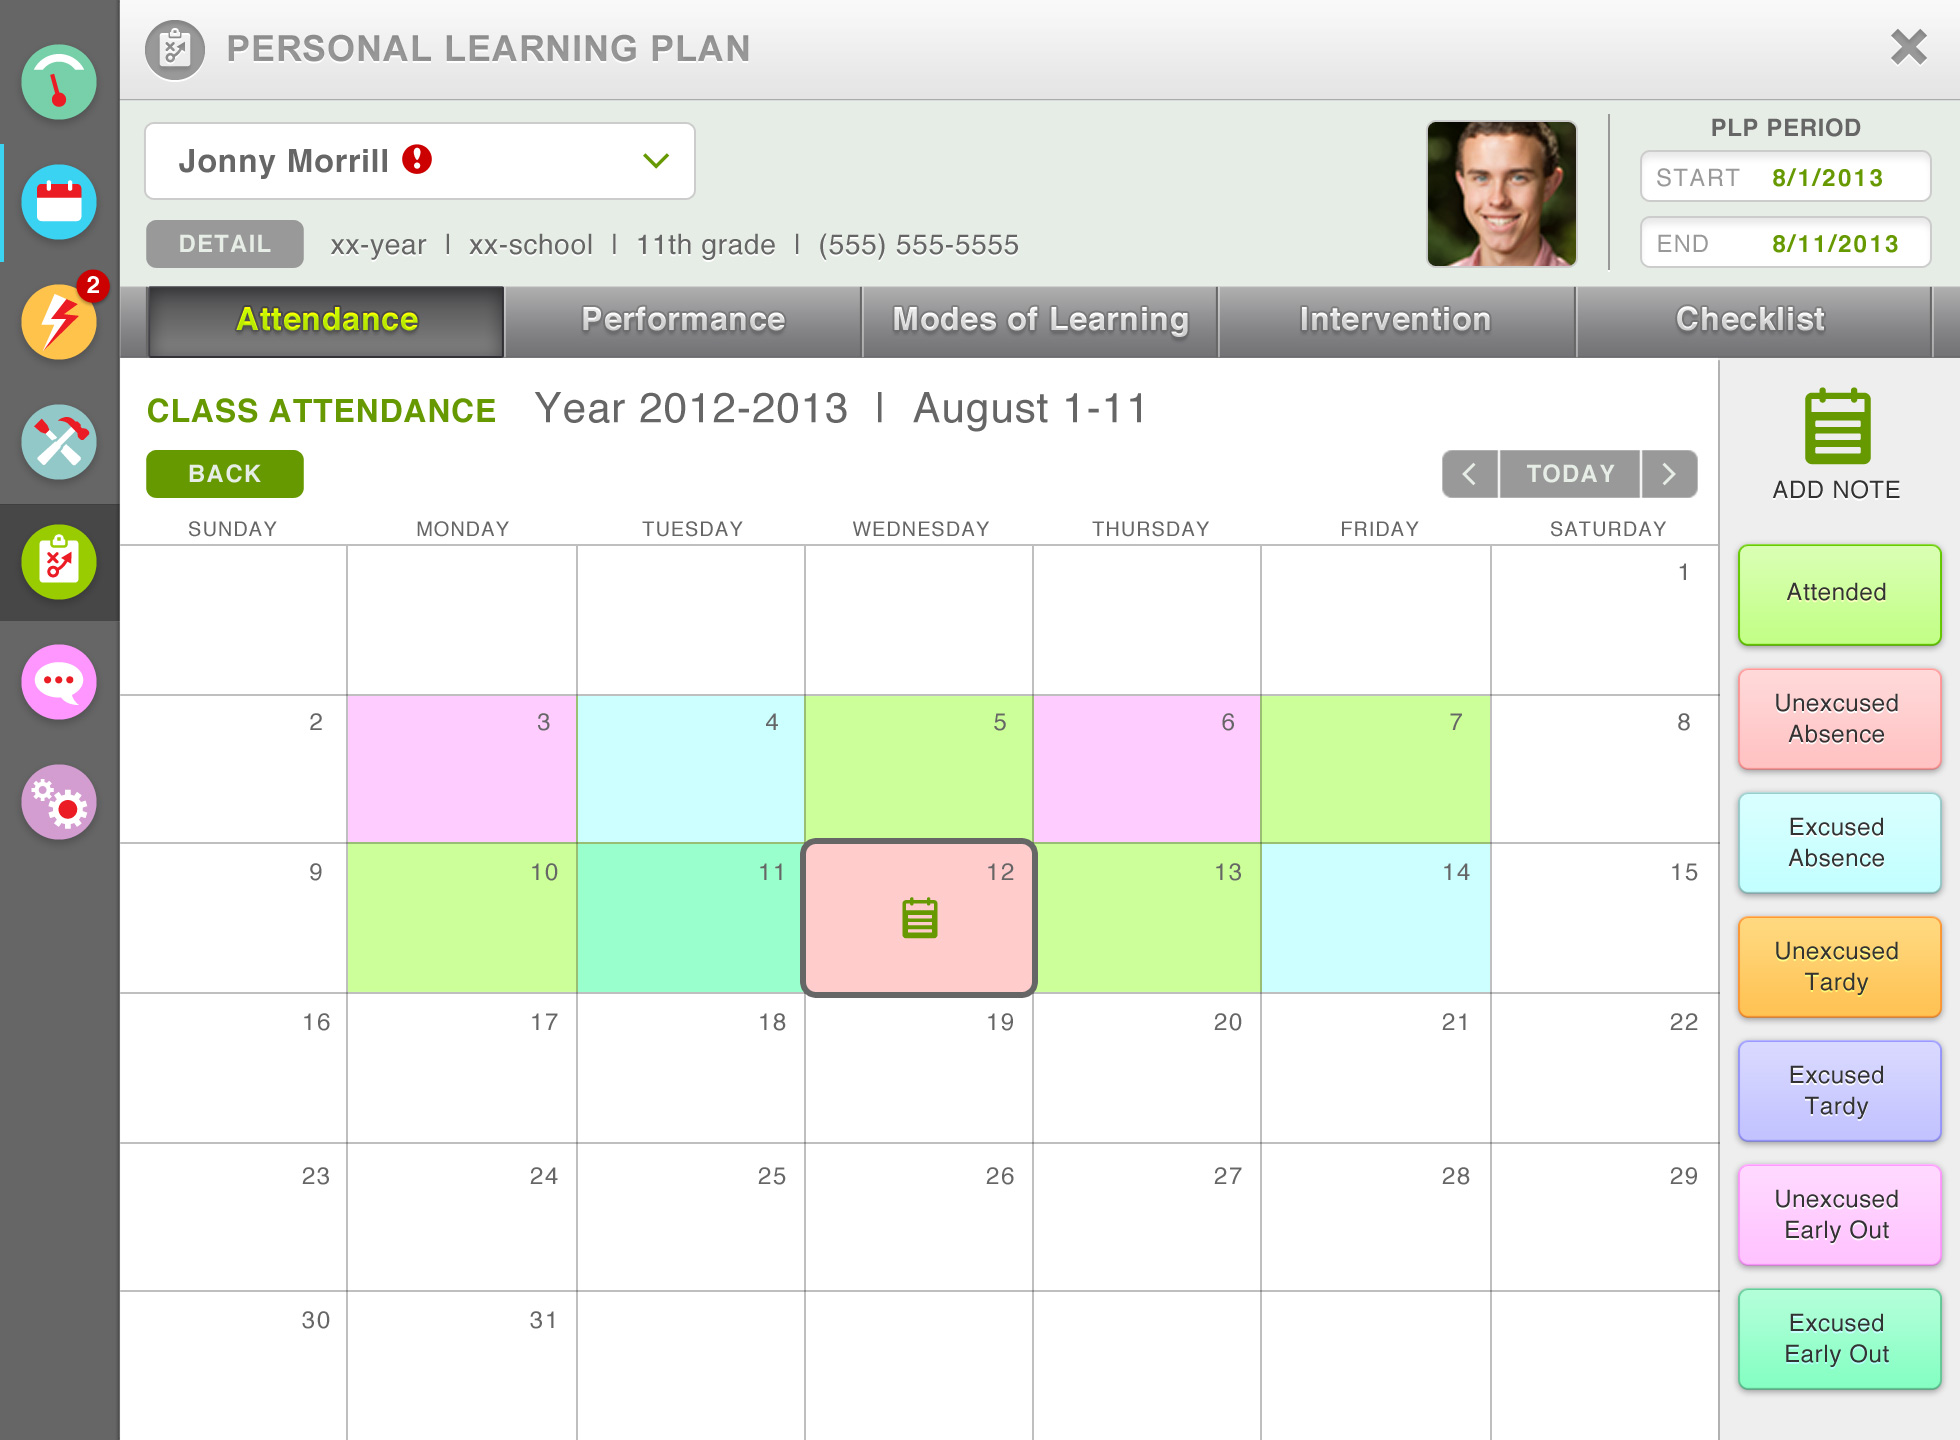 PERSONAL LEARNING PLAN
Jonny Morrill
PLP PERIOD
START 8/1/2013
END 8/11/2013
DETAIL xx-year | xx-school | 11th grade | (555) 555-5555
2
Attendance Performance Modes of Learning Intervention Checklist
CLASS ATTENDANCE Year 2012-2013 | August 1-11
BACK
TODAY
ADD NOTE
SUNDAY MONDAY TUESDAY WEDNESDAY THURSDAY FRIDAY SATURDAY
1
2 3 4 5 6 7 8
9 10 11 12 13 14 15
16 17 18 19 20 21 22
23 24 25 26 27 28 29
30 31
Attended
Unexcused
Absence
Excused
Absence
Unexcused
Tardy
Excused
Tardy
Unexcused
Early Out
Excused
Early Out